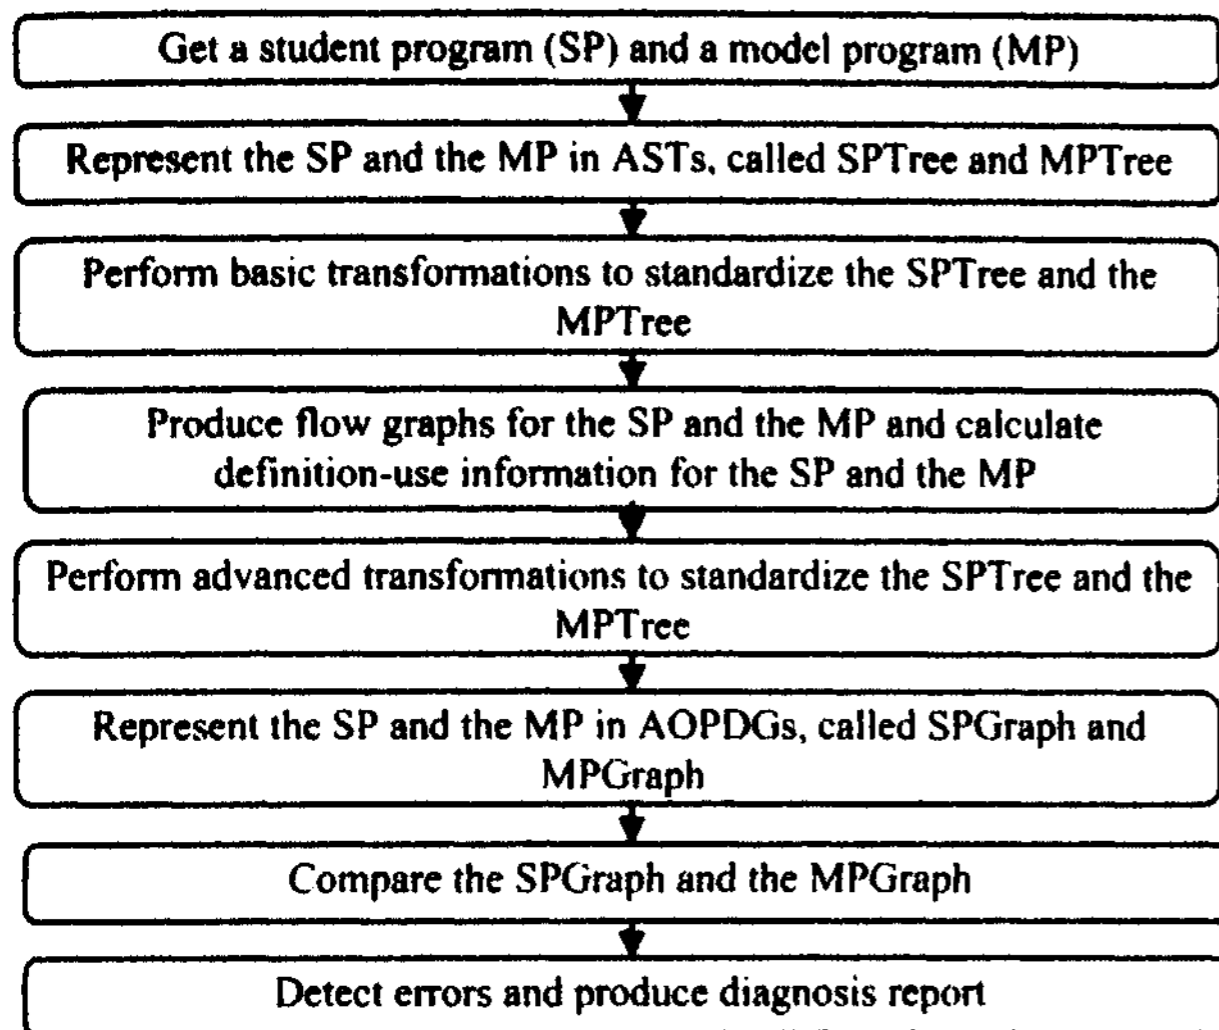 Get a student program (SP) and a model program (MP)
Represent the SP and the MP in ASTs, called SPTree and MPTree
Perform basic transformations to standardize the SPTree and the
MPTree
Produce flow graphs for the SP and the MP and calculate
definition-use information for the SP and the MP
Perform advanced transformations to standardize the SPTree and the
MPTree
Represent the SP and the MP in AOPDGs, called SPGraph and
MPGraph
Compare the SPGraph and the MPGraph
Detect errors and produce diagnosis report